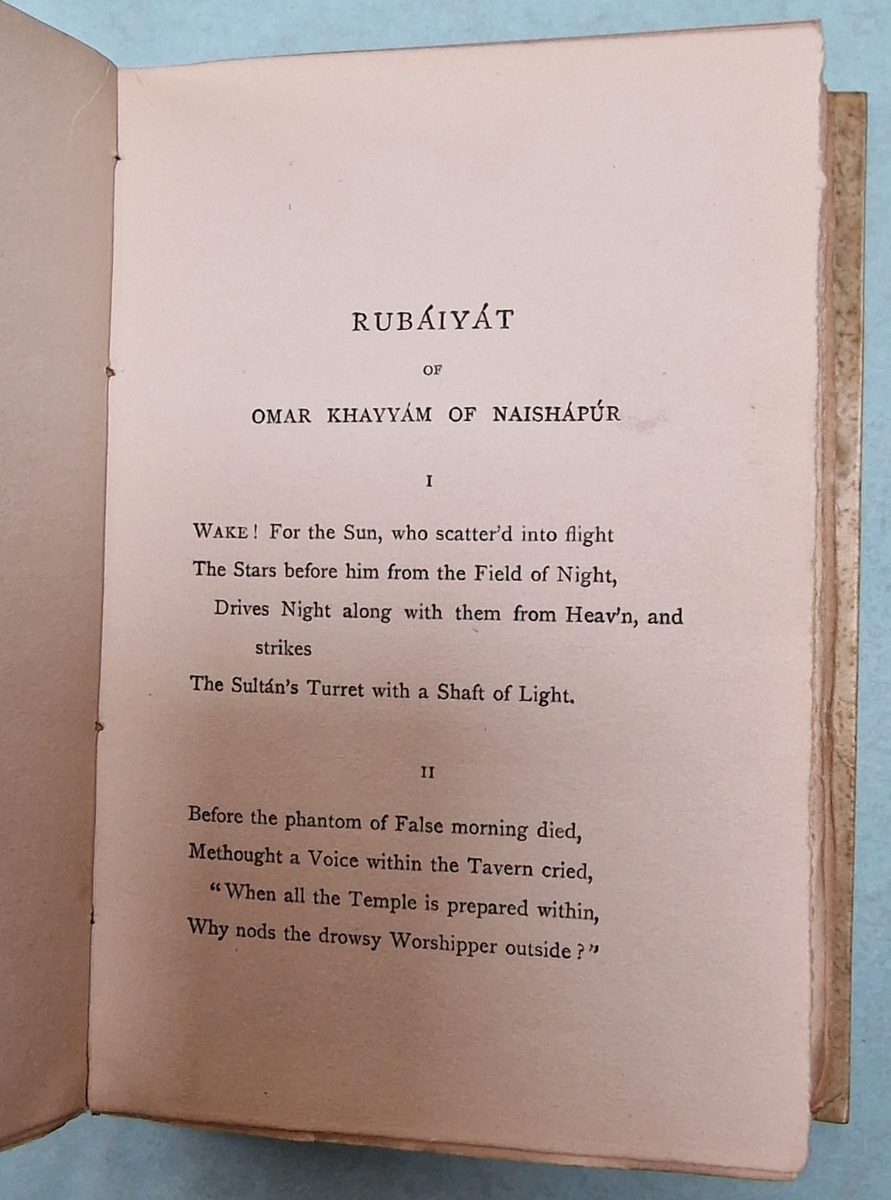 RUBÁIYÁT
OF
OMAR KHAYYÁM OF NAISHÁPÚR
I
WAKE! For the Sun, who scatter'd into flight
The Stars before him from the Field of Night,
Drives Night along with them from Heav'n, and
strikes
The Sultán's Turret with a Shaft of Light.
II
Before the phantom of False morning died,
Methought a Voice within the Tavern cried,
“When all the Temple is prepared within,
Why nods the drowsy Worshipper outside?”